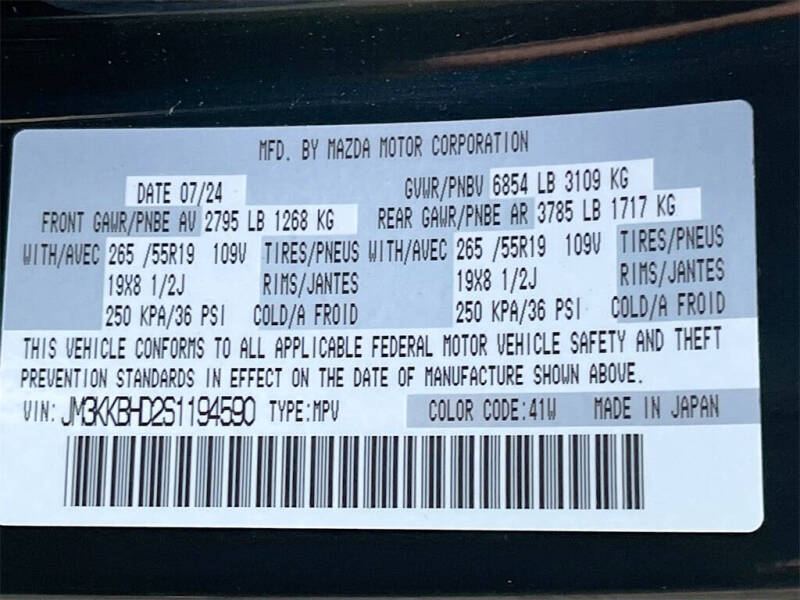 MFD. BY MAZDA MOTOR CORPORATION
DATE 07/24 GVWR/PNBV 6854 LB 3109 KG
FRONT GAWR/PNBE AV 2795 LB 1268 KG REAR GAWR/PNBE AR 3785 LB 1717 KG
WITH/AVEC 265 /55R19 109V TIRES/PNEUS WITH/AVEC 265 /55R19 109V TIRES/PNEUS
19X8 1/2J RIMS/JANTES 19X8 1/2J RIMS/JANTES
250 KPA/36 PSI COLD/A FROID 250 KPA/36 PSI COLD/A FROID
THIS VEHICLE CONFORMS TO ALL APPLICABLE FEDERAL MOTOR VEHICLE SAFETY AND THEFT
PREVENTION STANDARDS IN EFFECT ON THE DATE OF MANUFACTURE SHOWN ABOVE.
VIN: JM3KKBHD2S1194590 TYPE:MPV COLOR CODE:41W MADE IN JAPAN